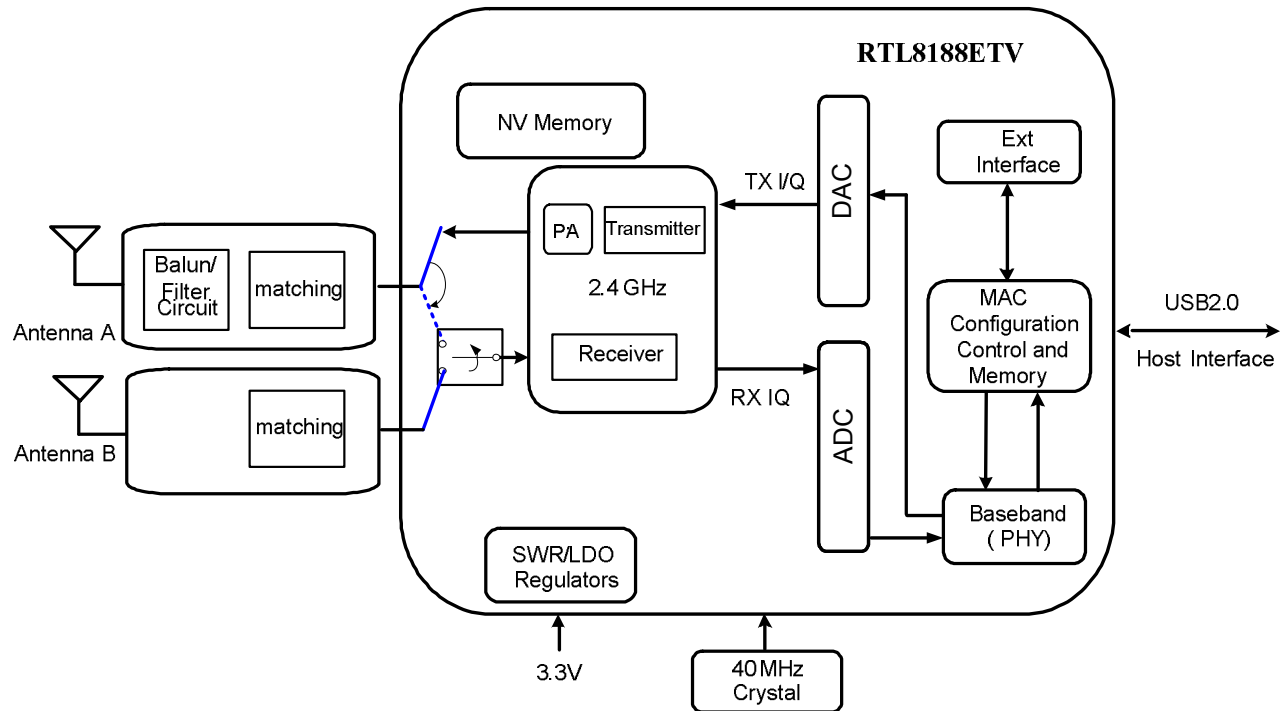 RTL8188ETV
NV Memory
Ext
Interface
TX I/Q
DAC
PA
Transmitter
2.4 GHz
Receiver
Balun/
Filter
Circuit
matching
Antenna A
matching
Antenna B
RX IQ
ADC
MAC
Configuration
Control and
Memory
USB2.0
Host Interface
Baseband
( PHY)
SWR/LDO
Regulators
3.3V
40MHz
Crystal